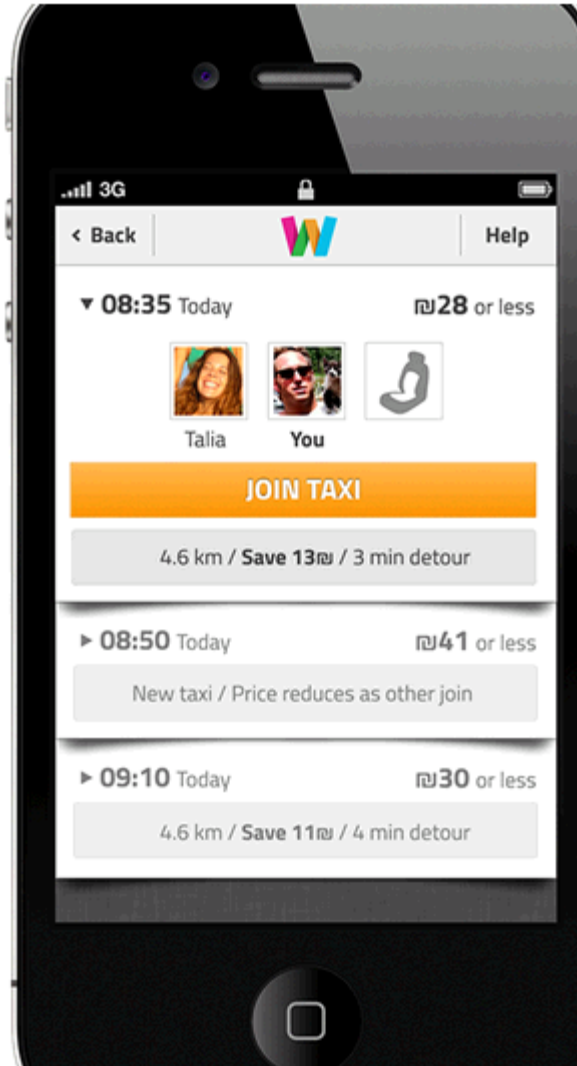 3G
< Back
W
Help
▼ 08:35 Today
₪28 or less
Talia
You
JOIN TAXI
4.6 km / Save 13₪ / 3 min detour
▶ 08:50 Today
₪41 or less
New taxi / Price reduces as other join
▶ 09:10 Today
₪30 or less
4.6 km / Save 11₪ / 4 min detour